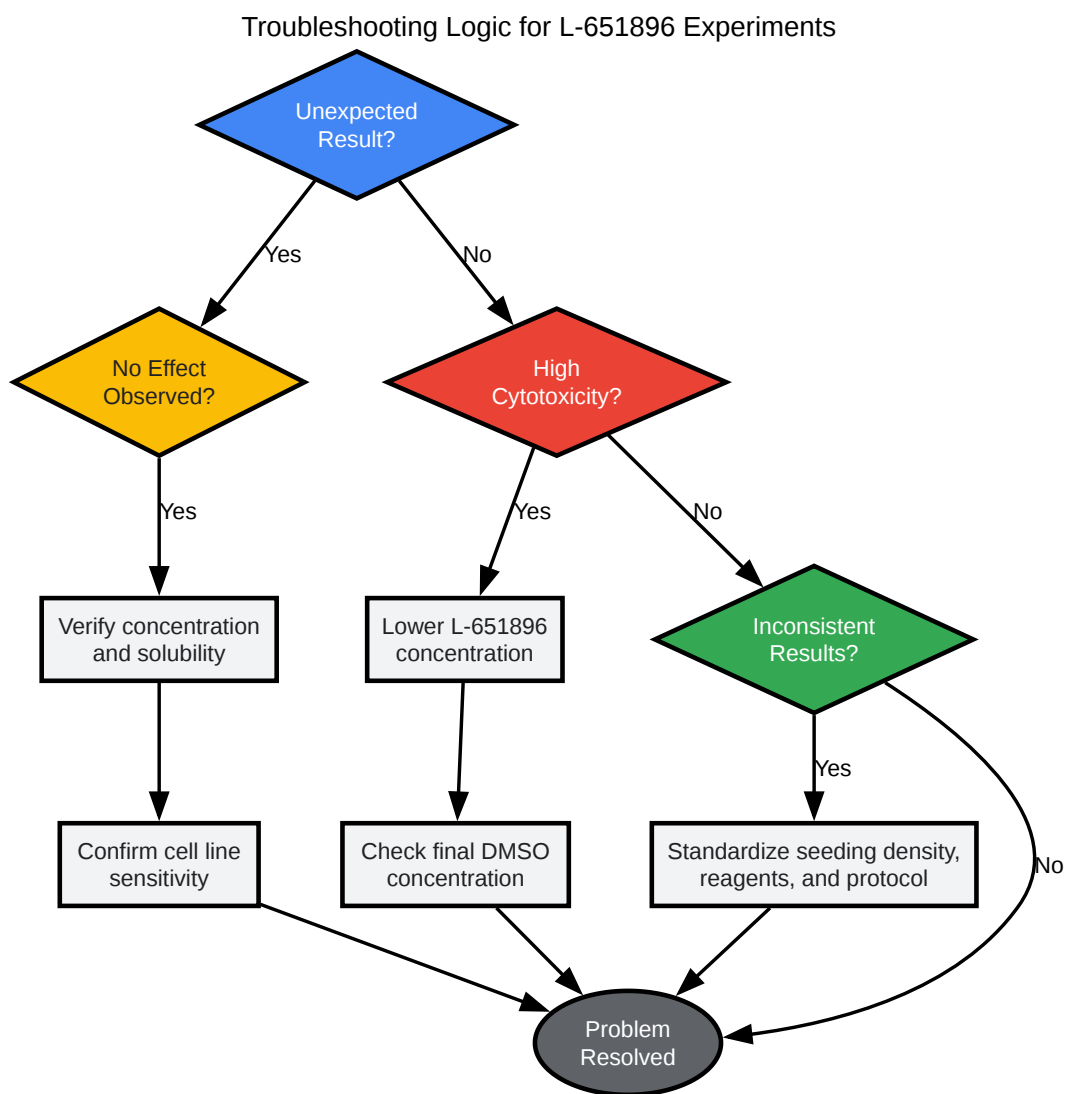 Troubleshooting Logic for L-651896 Experiments
Unexpected
Result?
Yes
No
No Effect
Observed?
High
Cytotoxicity?
Yes
Yes
No
Verify concentration
and solubility
Lower L-651896
concentration
Inconsistent
Results?
Yes
Confirm cell line
sensitivity
Check final DMSO
concentration
Standardize seeding density,
reagents, and protocol
No
Problem
Resolved